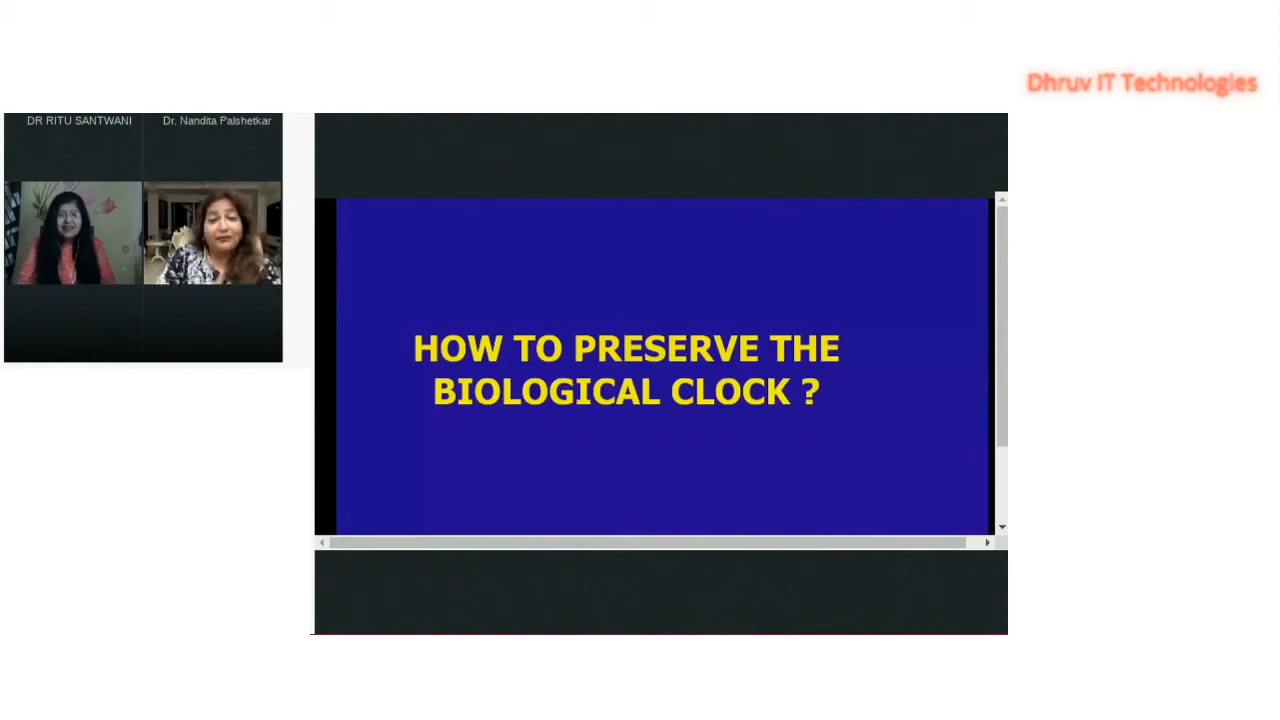 Dhruv IT Technologies
DR RITU SANTWANI
Dr. Nandita Palshetkar
HOW TO PRESERVE THE
BIOLOGICAL CLOCK ?